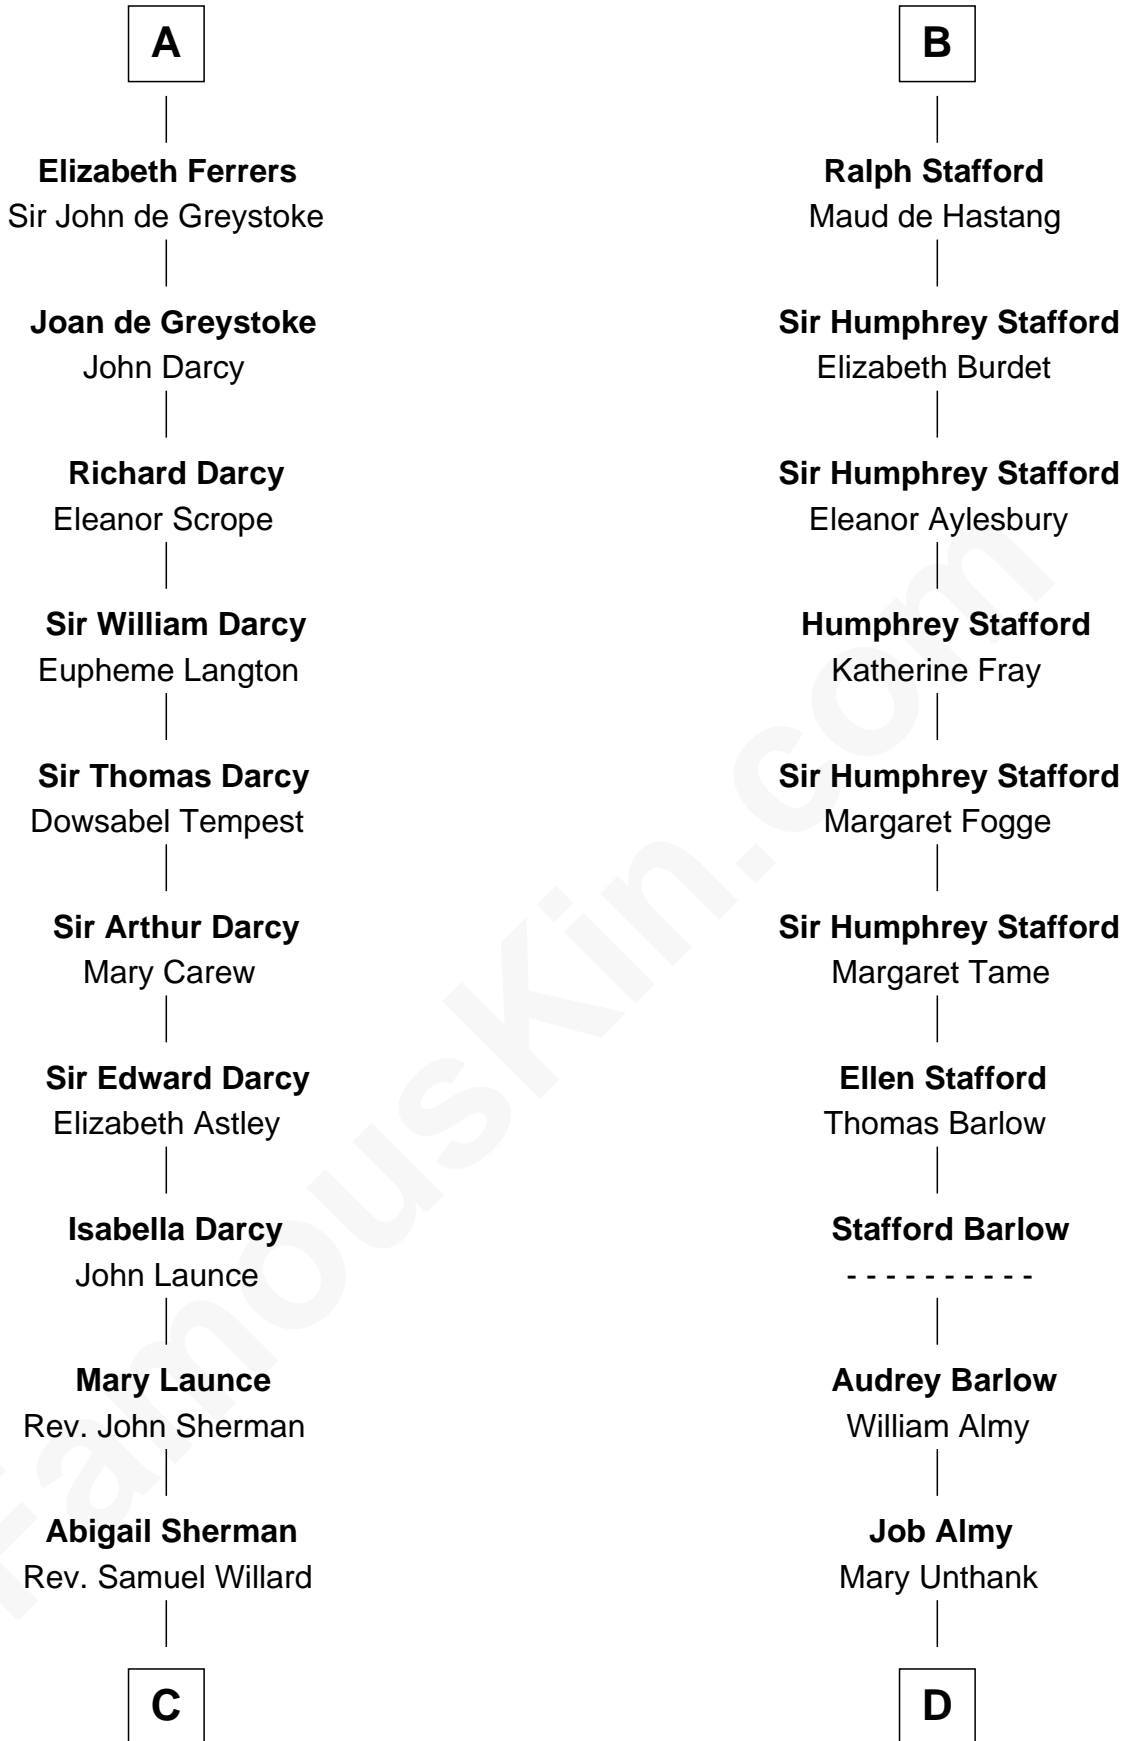 A
Elizabeth Ferrers
Sir John de Greystoke
Joan de Greystoke
John Darcy
Richard Darcy
Eleanor Scrope
Sir William Darcy
Eupheme Langton
Sir Thomas Darcy
Dowsabel Tempest
Sir Arthur Darcy
Mary Carew
Sir Edward Darcy
Elizabeth Astley
Isabella Darcy
John Launce
Mary Launce
Rev. John Sherman
Abigail Sherman
Rev. Samuel Willard
C
B
Ralph Stafford
Maud de Hastang
Sir Humphrey Stafford
Elizabeth Burdet
Sir Humphrey Stafford
Eleanor Aylesbury
Humphrey Stafford
Katherine Fray
Sir Humphrey Stafford
Margaret Fogge
Sir Humphrey Stafford
Margaret Tame
Ellen Stafford
Thomas Barlow
Stafford Barlow
- - - - - - - - - -
Audrey Barlow
William Almy
Job Almy
Mary Unthank
D
FamousKin.com